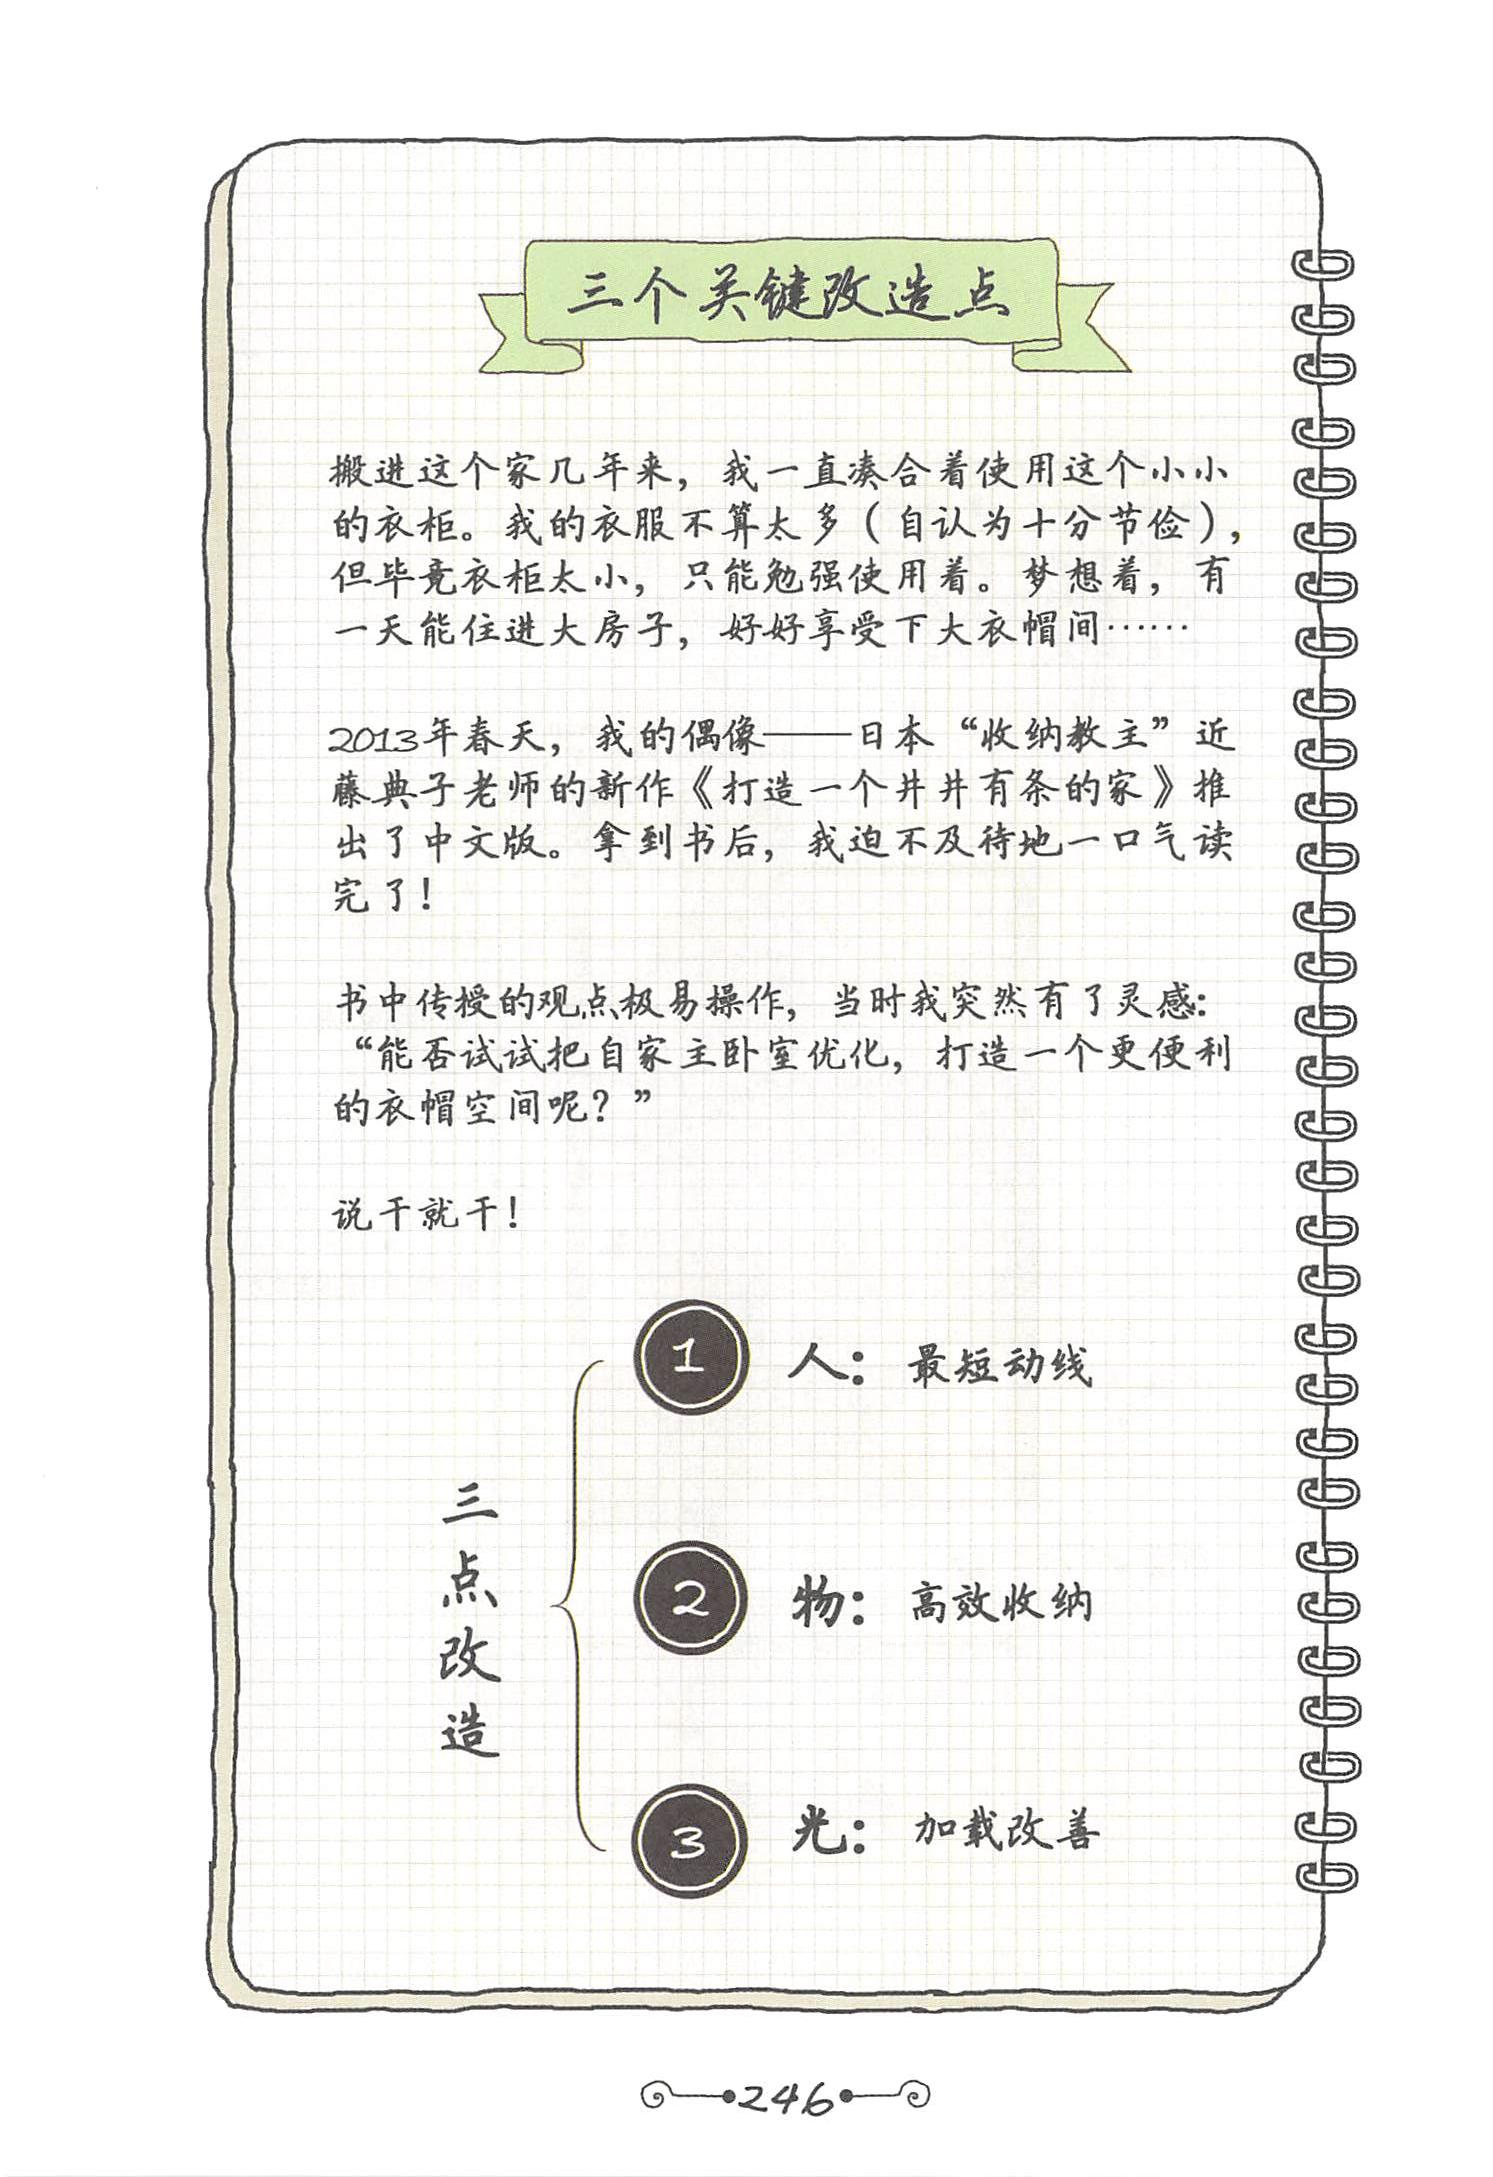 三个关键改造点
搬进这个家几年来，我一直凑合着使用这个小小
的衣柜。我的衣服不算太多（自认为十分节俭），
但毕竟衣柜太小，只能勉强使用着。梦想着，有
一天能住进大房子，好好享受下大衣帽间……
2013年春天，我的偶像——日本“收纳教主”近
藤典子老师的新作《打造一个井井有条的家》推
出了中文版。拿到书后，我迫不及待地一口气读
完了！
书中传授的观点极易操作，当时我突然有了灵感：
“能否试试把自家主卧室优化，打造一个更便利
的衣帽空间呢？”
说干就干！
三点改造
1 人：最短动线
2 物：高效收纳
3 光：加载改善
246